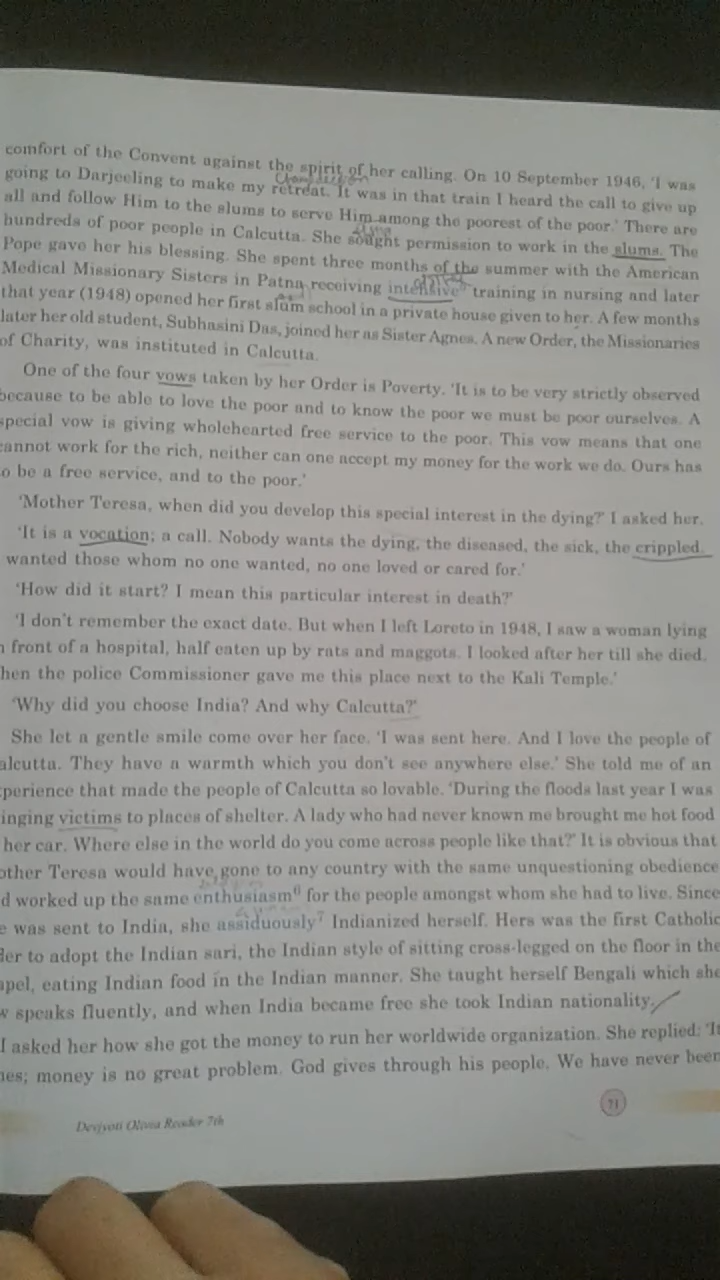 comfort of the Convent against the spirit of her calling. On 10 September 1946, 'I was
going to Darjeeling to make my retreat. It was in that train I heard the call to give up
all and follow Him to the slums to serve Him among the poorest of the poor.' There are
hundreds of poor people in Calcutta. She sought permission to work in the slums. The
Pope gave her his blessing. She spent three months of the summer with the American
Medical Missionary Sisters in Patna receiving intensive training in nursing and later
that year (1948) opened her first slum school in a private house given to her. A few months
later her old student, Subhasini Das, joined her as Sister Agnes. A new Order, the Missionaries
of Charity, was instituted in Calcutta.
One of the four vows taken by her Order is Poverty. 'It is to be very strictly observed
because to be able to love the poor and to know the poor we must be poor ourselves. A
special vow is giving wholehearted free service to the poor. This vow means that one
cannot work for the rich, neither can one accept my money for the work we do. Ours has
o be a free service, and to the poor.'
'Mother Teresa, when did you develop this special interest in the dying?' I asked her.
'It is a vocation; a call. Nobody wants the dying, the diseased, the sick, the crippled.
wanted those whom no one wanted, no one loved or cared for.'
'How did it start? I mean this particular interest in death?'
'I don't remember the exact date. But when I left Loreto in 1948, I saw a woman lying
n front of a hospital, half eaten up by rats and maggots. I looked after her till she died.
hen the police Commissioner gave me this place next to the Kali Temple.'
'Why did you choose India? And why Calcutta?'
She let a gentle smile come over her face. 'I was sent here. And I love the people of
alcutta. They have a warmth which you don't see anywhere else.' She told me of an
perience that made the people of Calcutta so lovable. 'During the floods last year I was
inging victims to places of shelter. A lady who had never known me brought me hot food
her car. Where else in the world do you come across people like that?' It is obvious that
other Teresa would have gone to any country with the same unquestioning obedience
d worked up the same enthusiasm6 for the people amongst whom she had to live. Since
e was sent to India, she assiduously7 Indianized herself. Hers was the first Catholic
der to adopt the Indian sari, the Indian style of sitting cross-legged on the floor in the
apel, eating Indian food in the Indian manner. She taught herself Bengali which she
w speaks fluently, and when India became free she took Indian nationality.
I asked her how she got the money to run her worldwide organization. She replied: 'It
nes; money is no great problem. God gives through his people. We have never been
71
Devjyoti Olivia Reader 7th